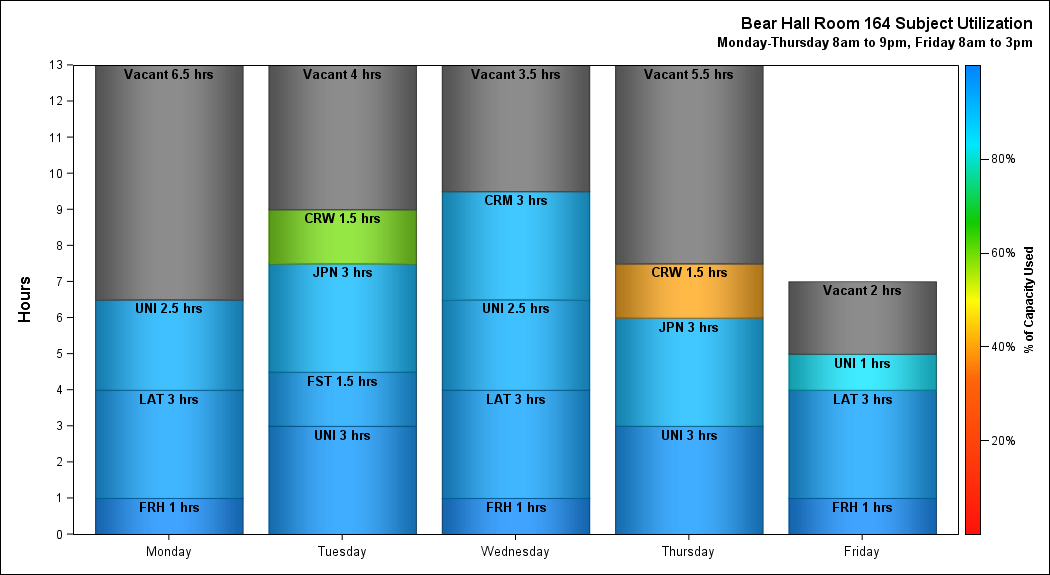 Bear Hall Room 164 Subject Utilization
Monday-Thursday 8am to 9pm, Friday 8am to 3pm
Hours
13
12
11
10
9
8
7
6
5
4
3
2
1
0
Vacant 6.5 hrs
UNI 2.5 hrs
LAT 3 hrs
FRH 1 hrs
Vacant 4 hrs
CRW 1.5 hrs
JPN 3 hrs
FST 1.5 hrs
UNI 3 hrs
Vacant 3.5 hrs
CRM 3 hrs
UNI 2.5 hrs
LAT 3 hrs
FRH 1 hrs
Vacant 5.5 hrs
CRW 1.5 hrs
JPN 3 hrs
UNI 3 hrs
Vacant 2 hrs
UNI 1 hrs
LAT 3 hrs
FRH 1 hrs
Monday
Tuesday
Wednesday
Thursday
Friday
80%
60%
40%
20%
% of Capacity Used